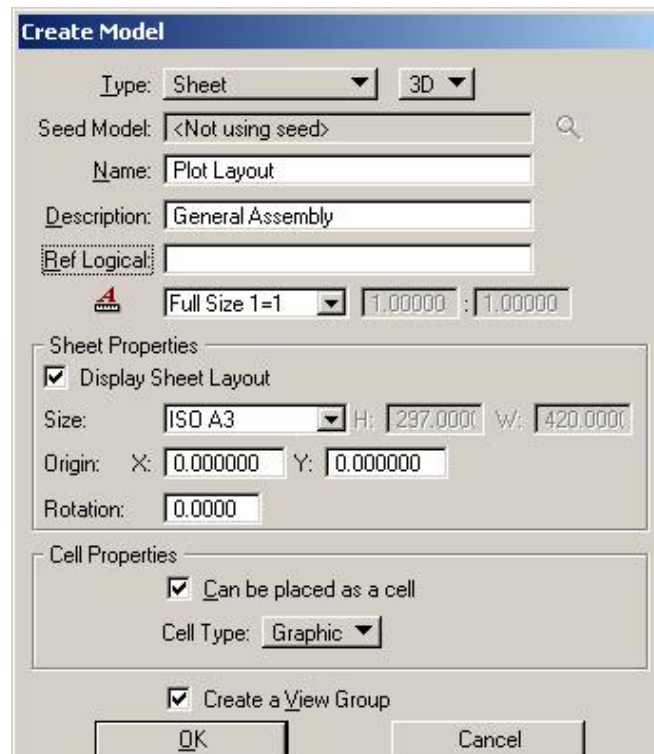 Create Model
Type: Sheet 3D
Seed Model: <Not using seed>
Name: Plot Layout
Description: General Assembly
Ref Logical:
A Full Size 1=1 1.00000 : 1.00000
Sheet Properties
Display Sheet Layout
Size: ISO A3 H: 297.0000 W: 420.0000
Origin: X: 0.000000 Y: 0.000000
Rotation: 0.0000
Cell Properties
Can be placed as a cell
Cell Type: Graphic
Create a View Group
OK Cancel